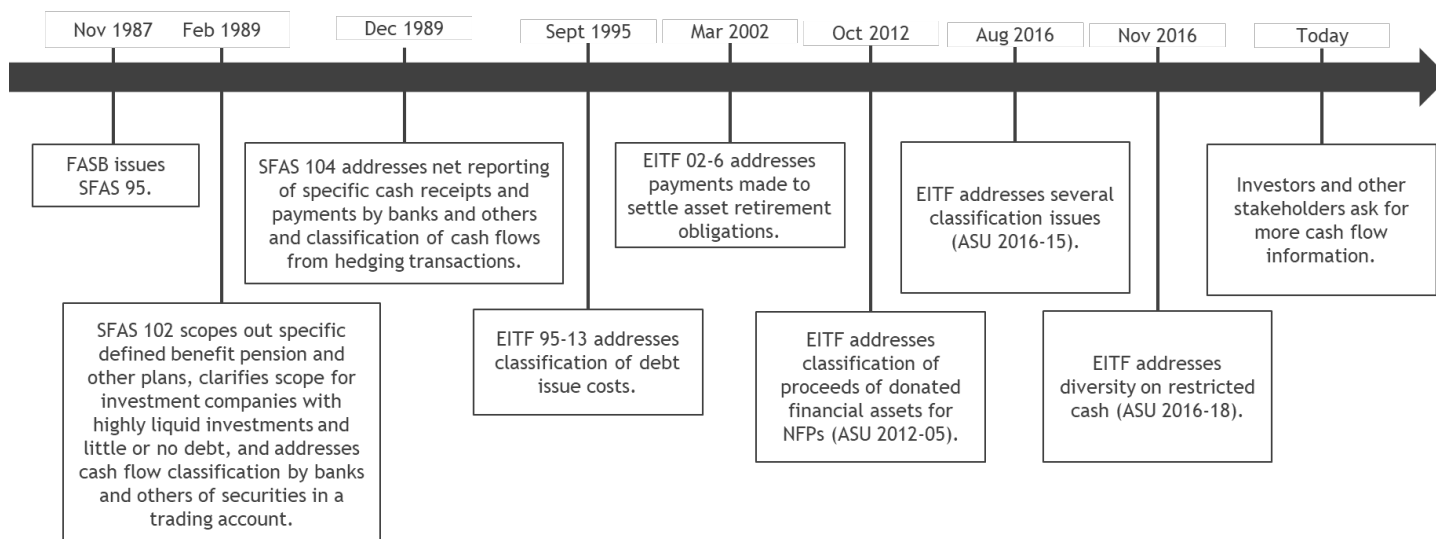 Nov 1987
Feb 1989
Dec 1989
Sept 1995
Mar 2002
Oct 2012
Aug 2016
Nov 2016
Today
FASB issues
SFAS 95.
SFAS 102 scopes out specific
defined benefit pension and
other plans, clarifies scope for
investment companies with
highly liquid investments and
little or no debt, and addresses
cash flow classification by banks
and others of securities in a
trading account.
SFAS 104 addresses net reporting
of specific cash receipts and
payments by banks and others
and classification of cash flows
from hedging transactions.
EITF 95-13 addresses
classification of debt
issue costs.
EITF 02-6 addresses
payments made to
settle asset retirement
obligations.
EITF addresses
classification of
proceeds of donated
financial assets for
NFPs (ASU 2012-05).
EITF addresses several
classification issues
(ASU 2016-15).
EITF addresses
diversity on restricted
cash (ASU 2016-18).
Investors and other
stakeholders ask for
more cash flow
information.